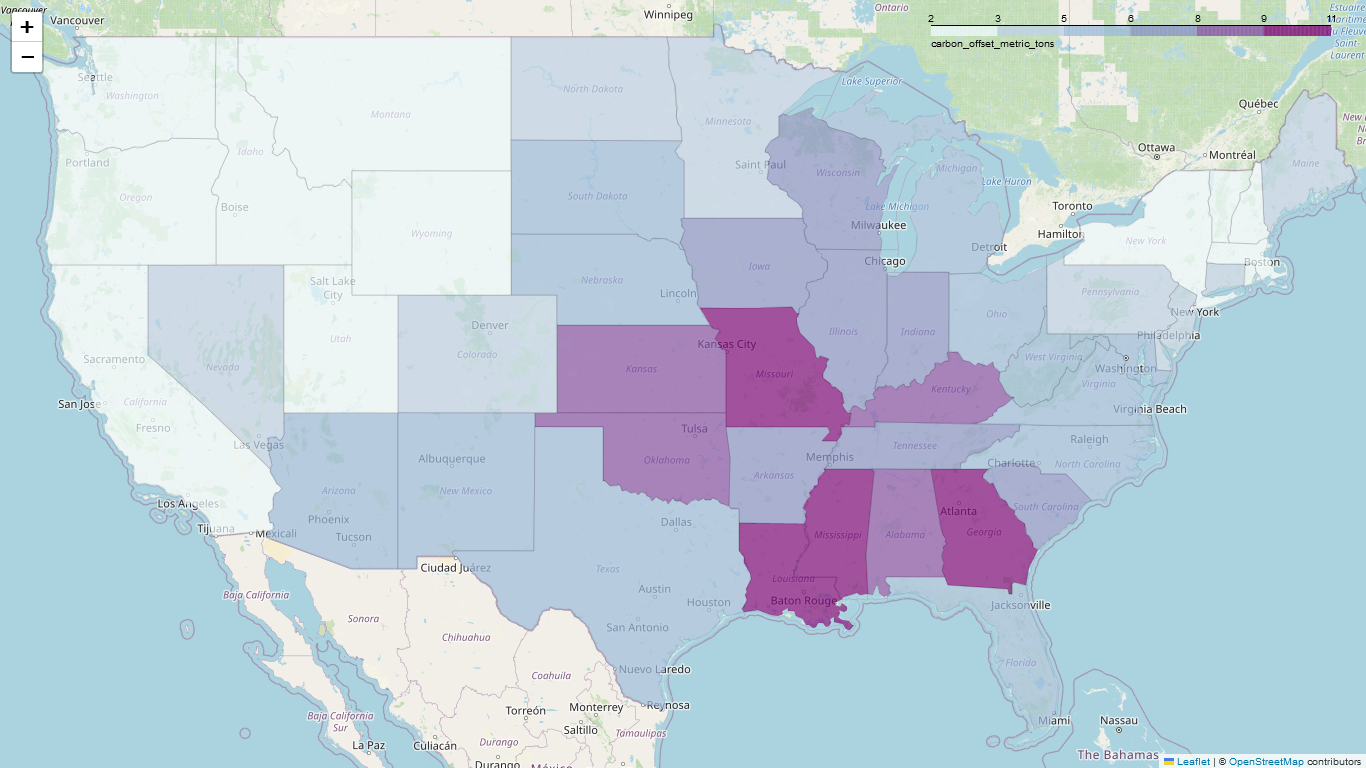 +
−
2 3 5 6 8 9 11
carbon_offset_metric_tons
Vancouver
Vancouver
Winnipeg
Ontario
Seattle
Washington
Montana
North Dakota
Minnesota
Lake Superior
Québec
Ottawa
Montréal
Portland
Idaho
Oregon
Boise
Wyoming
South Dakota
Saint Paul
Wisconsin
Michigan
Lake Huron
Lake Michigan
Milwaukee
Toronto
Hamilton
Maine
New York
Detroit
Chicago
Boston
Salt Lake
City
Nebraska
Lincoln
Iowa
Pennsylvania
New York
Denver
Utah
Colorado
Nevada
Sacramento
California
San Jose
Fresno
Las Vegas
Kansas
Kansas City
Missouri
Illinois
Indiana
Ohio
Philadelphia
West Virginia
Washington
Virginia
Virginia Beach
Kentucky
Tulsa
Oklahoma
Albuquerque
New Mexico
Arizona
Phoenix
Tucson
Los Angeles
Tijuana
Mexicali
Memphis
Tennessee
Arkansas
Charlotte
Raleigh
North Carolina
South Carolina
Atlanta
Georgia
Alabama
Mississippi
Louisiana
Baton Rouge
Dallas
Texas
Austin
Houston
San Antonio
Ciudad Juárez
Jacksonville
Florida
Miami
Nassau
The Bahamas
Baja California
Sonora
Chihuahua
Coahuila
Nuevo Laredo
Reynosa
Monterrey
Torreón
Saltillo
Tamaulipas
Baja California
Sur
La Paz
Culiacán
Durango
Durango
México
Leaflet | © OpenStreetMap contributors